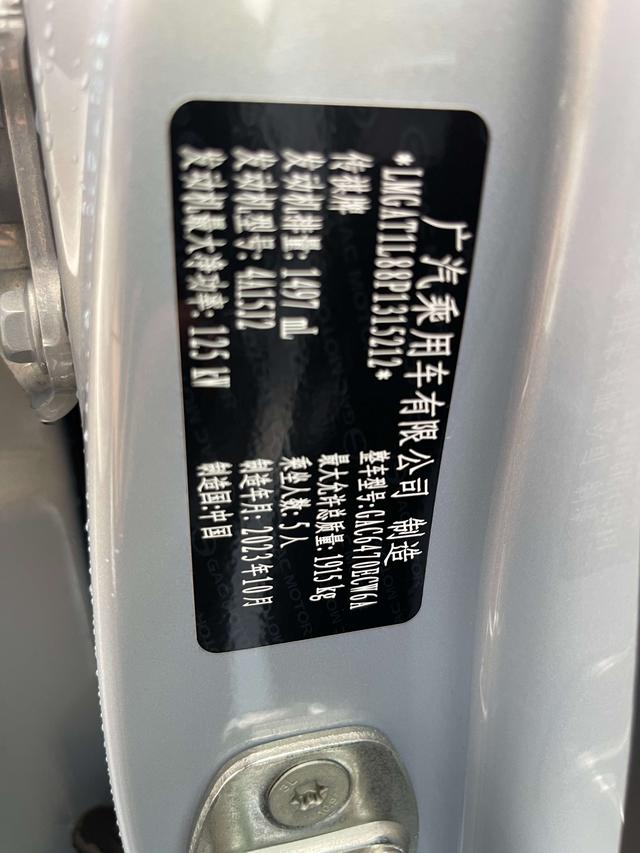 广汽乘用车有限公司 制造
*LMGAT1L88P1315212*
传祺牌 整车型号:GAC6470ECW6A
发动机排量:1497 mL 最大允许总质量:1915 kg
发动机型号:4A15J2 乘坐人数:5人
发动机最大净功率:125 kW 制造年月:2023年10月
制造国:中国